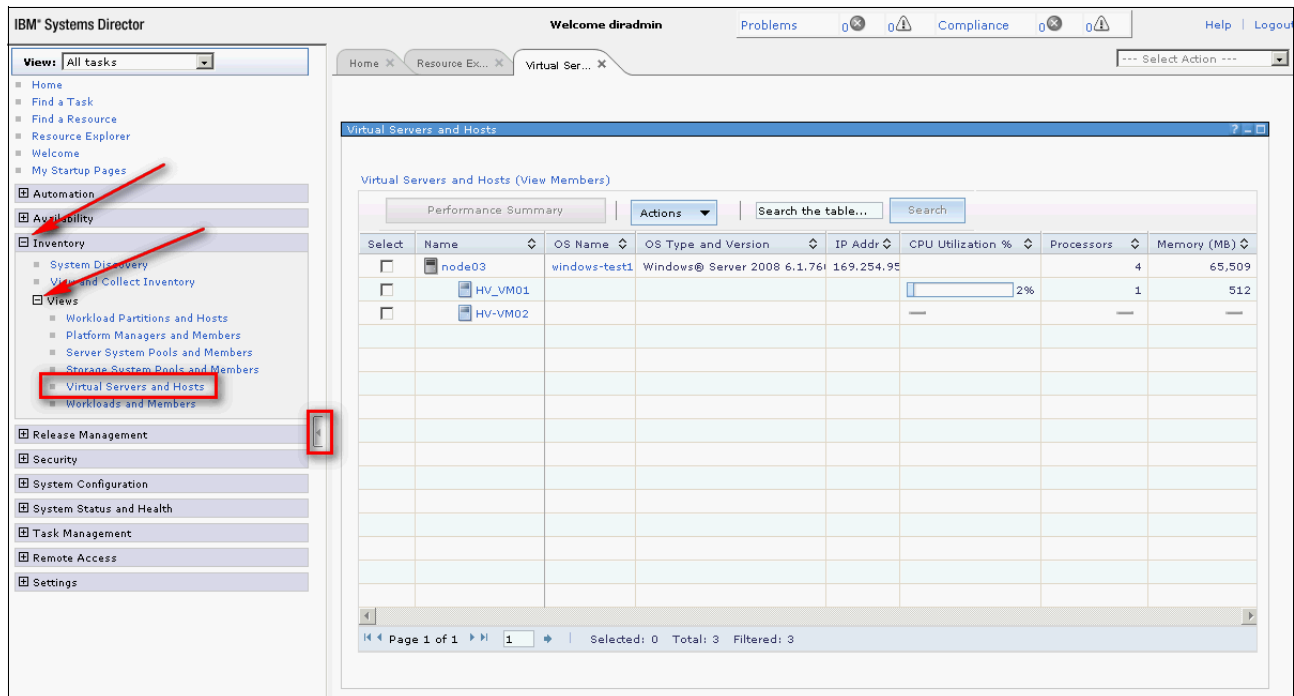 IBM® Systems Director Welcome diradmin Problems 0 0 Compliance 0 0 Help | Logout
View: All tasks
Home
Find a Task
Find a Resource
Resource Explorer
Welcome
My Startup Pages
Automation
Availability
Inventory
System Discovery
View and Collect Inventory
Views
Workload Partitions and Hosts
Platform Managers and Members
Server System Pools and Members
Storage System Pools and Members
Virtual Servers and Hosts
Workloads and Members
Release Management
Security
System Configuration
System Status and Health
Task Management
Remote Access
Settings
Home Resource Ex... Virtual Ser... --- Select Action ---
Virtual Servers and Hosts
Virtual Servers and Hosts (View Members)
Performance Summary | Actions | Search the table... Search
Select Name OS Name OS Type and Version IP Addr CPU Utilization % Processors Memory (MB)
node03 windows-test1 Windows® Server 2008 6.1.760 169.254.95 4 65,509
HV_VM01 2% 1 512
HV-VM02
Page 1 of 1 1 | Selected: 0 Total: 3 Filtered: 3